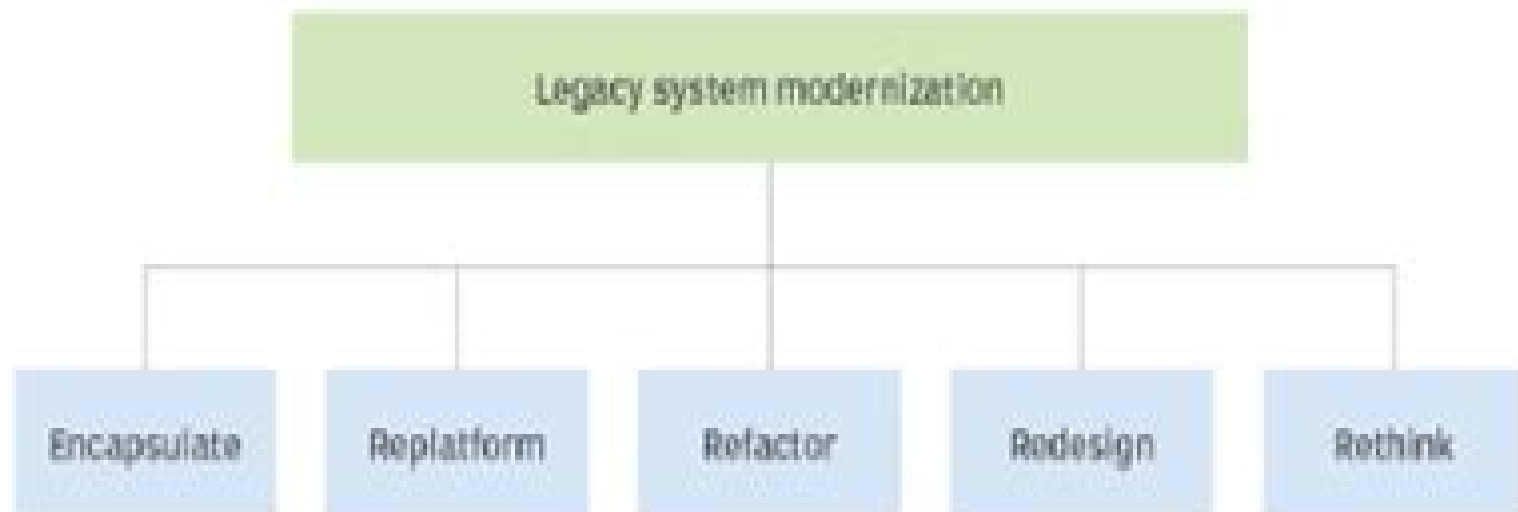 Legacy system modernization
Encapsulate
Replatform
Refactor
Redesign
Rethink